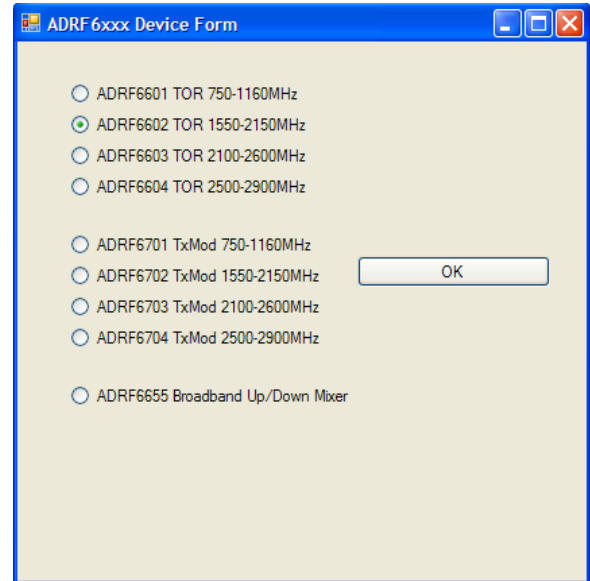 ADRF6xxx Device Form
ADRF6601 TOR 750-1160MHz
ADRF6602 TOR 1550-2150MHz
ADRF6603 TOR 2100-2600MHz
ADRF6604 TOR 2500-2900MHz
ADRF6701 TxMod 750-1160MHz
ADRF6702 TxMod 1550-2150MHz
OK
ADRF6703 TxMod 2100-2600MHz
ADRF6704 TxMod 2500-2900MHz
ADRF6655 Broadband Up/Down Mixer